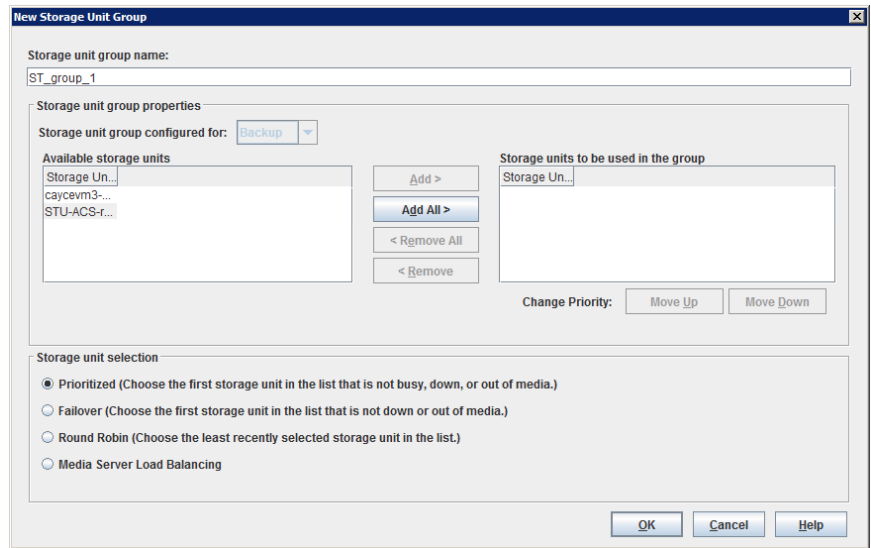 New Storage Unit Group
Storage unit group name:
ST_group_1
Storage unit group properties
Storage unit group configured for: Backup
Available storage units
Storage Un...
caycevm3-...
STU-ACS-r...
Add >
Add All >
< Remove All
< Remove
Storage units to be used in the group
Storage Un...
Change Priority: Move Up Move Down
Storage unit selection
Prioritized (Choose the first storage unit in the list that is not busy, down, or out of media.)
Failover (Choose the first storage unit in the list that is not down or out of media.)
Round Robin (Choose the least recently selected storage unit in the list.)
Media Server Load Balancing
OK Cancel Help